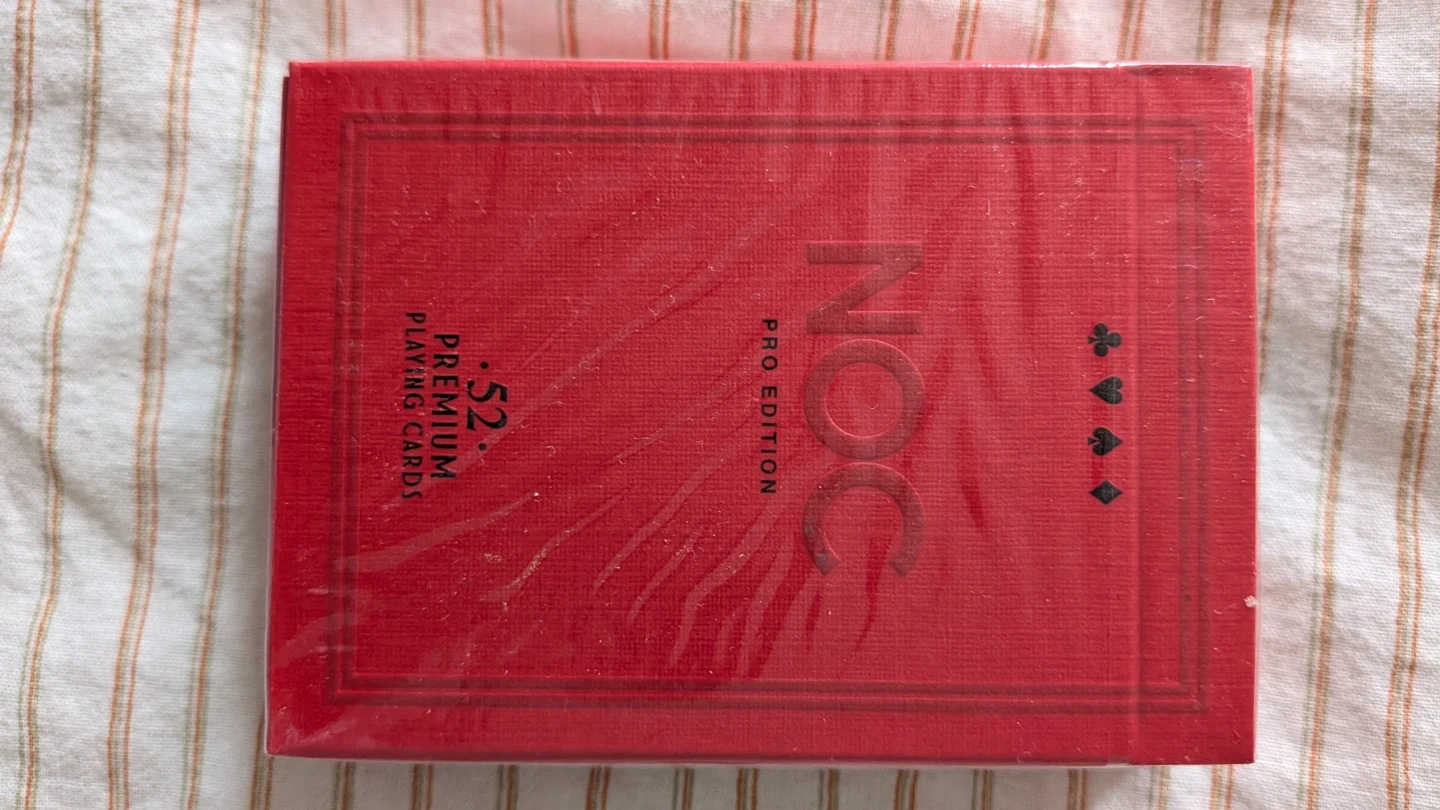 ♣ ♥ ♠ ♦
NOC
PRO EDITION
· 52 ·
PREMIUM
PLAYING CARDS